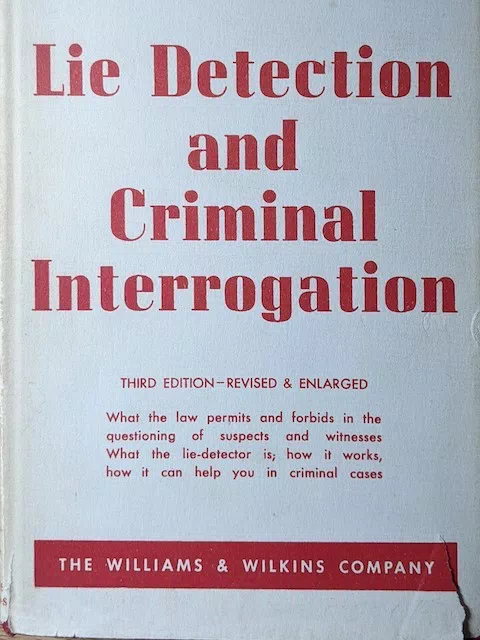 Lie Detection
and
Criminal
Interrogation
THIRD EDITION—REVISED & ENLARGED
What the law permits and forbids in the
questioning of suspects and witnesses
What the lie-detector is; how it works,
how it can help you in criminal cases
THE WILLIAMS & WILKINS COMPANY